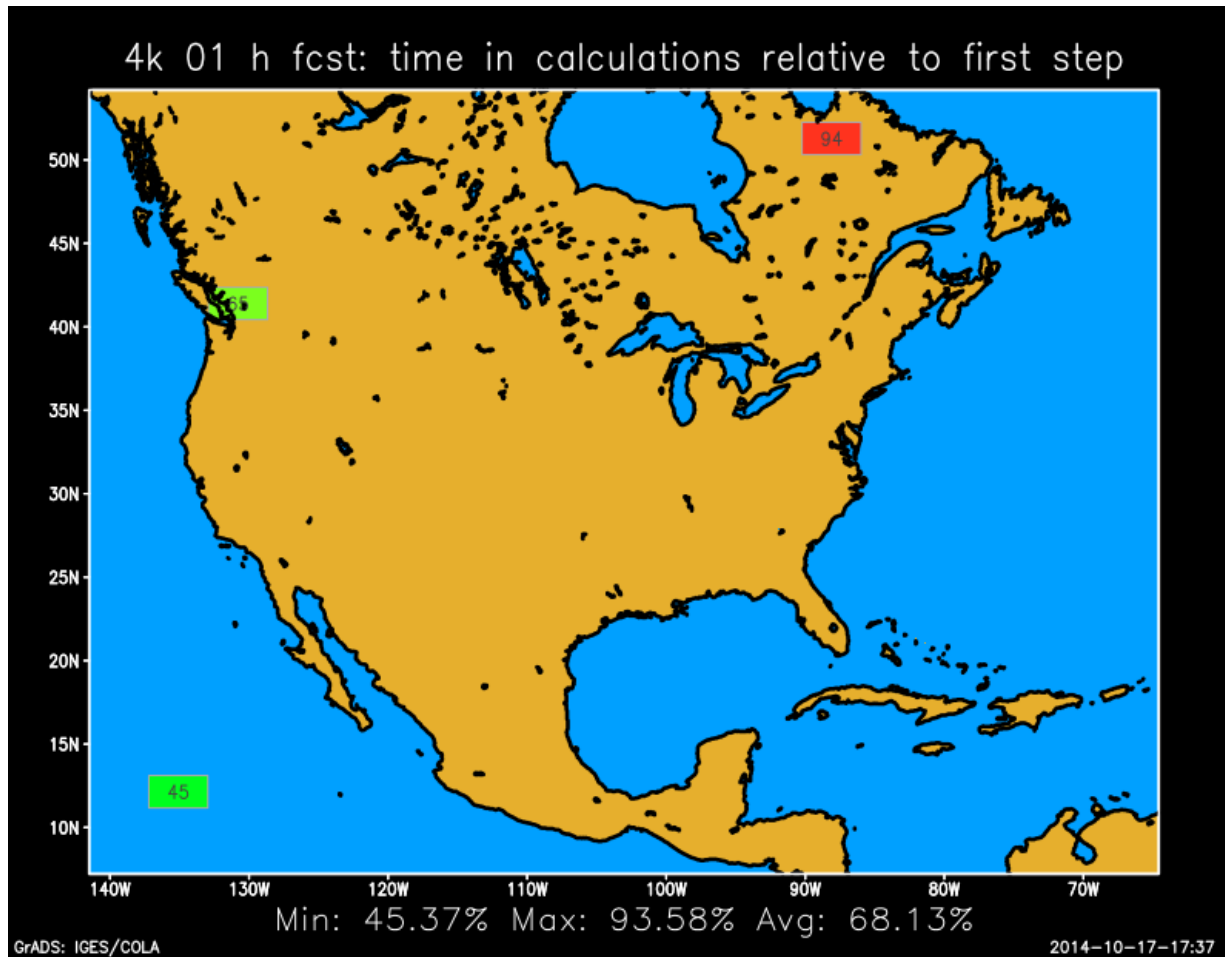 4k 01 h fcst: time in calculations relative to first step
94
50N
45N
65
40N
35N
30N
25N
20N
15N
45
10N
140W 130W 120W 110W 100W 90W 80W 70W
Min: 45.37% Max: 93.58% Avg: 68.13%
GrADS: IGES/COLA 2014-10-17-17:37